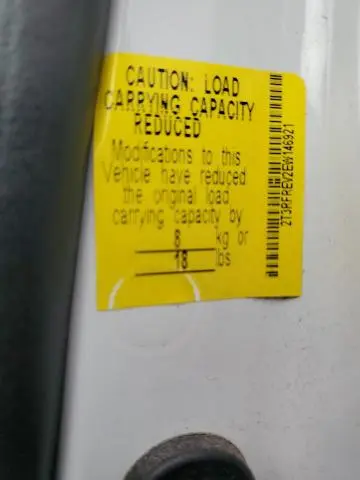 CAUTION: LOAD
CARRYING CAPACITY
REDUCED
Modifications to this
Vehicle have reduced
the original load
carrying capacity by
8 kg or
18 lbs
2T3RFREV2EW146921